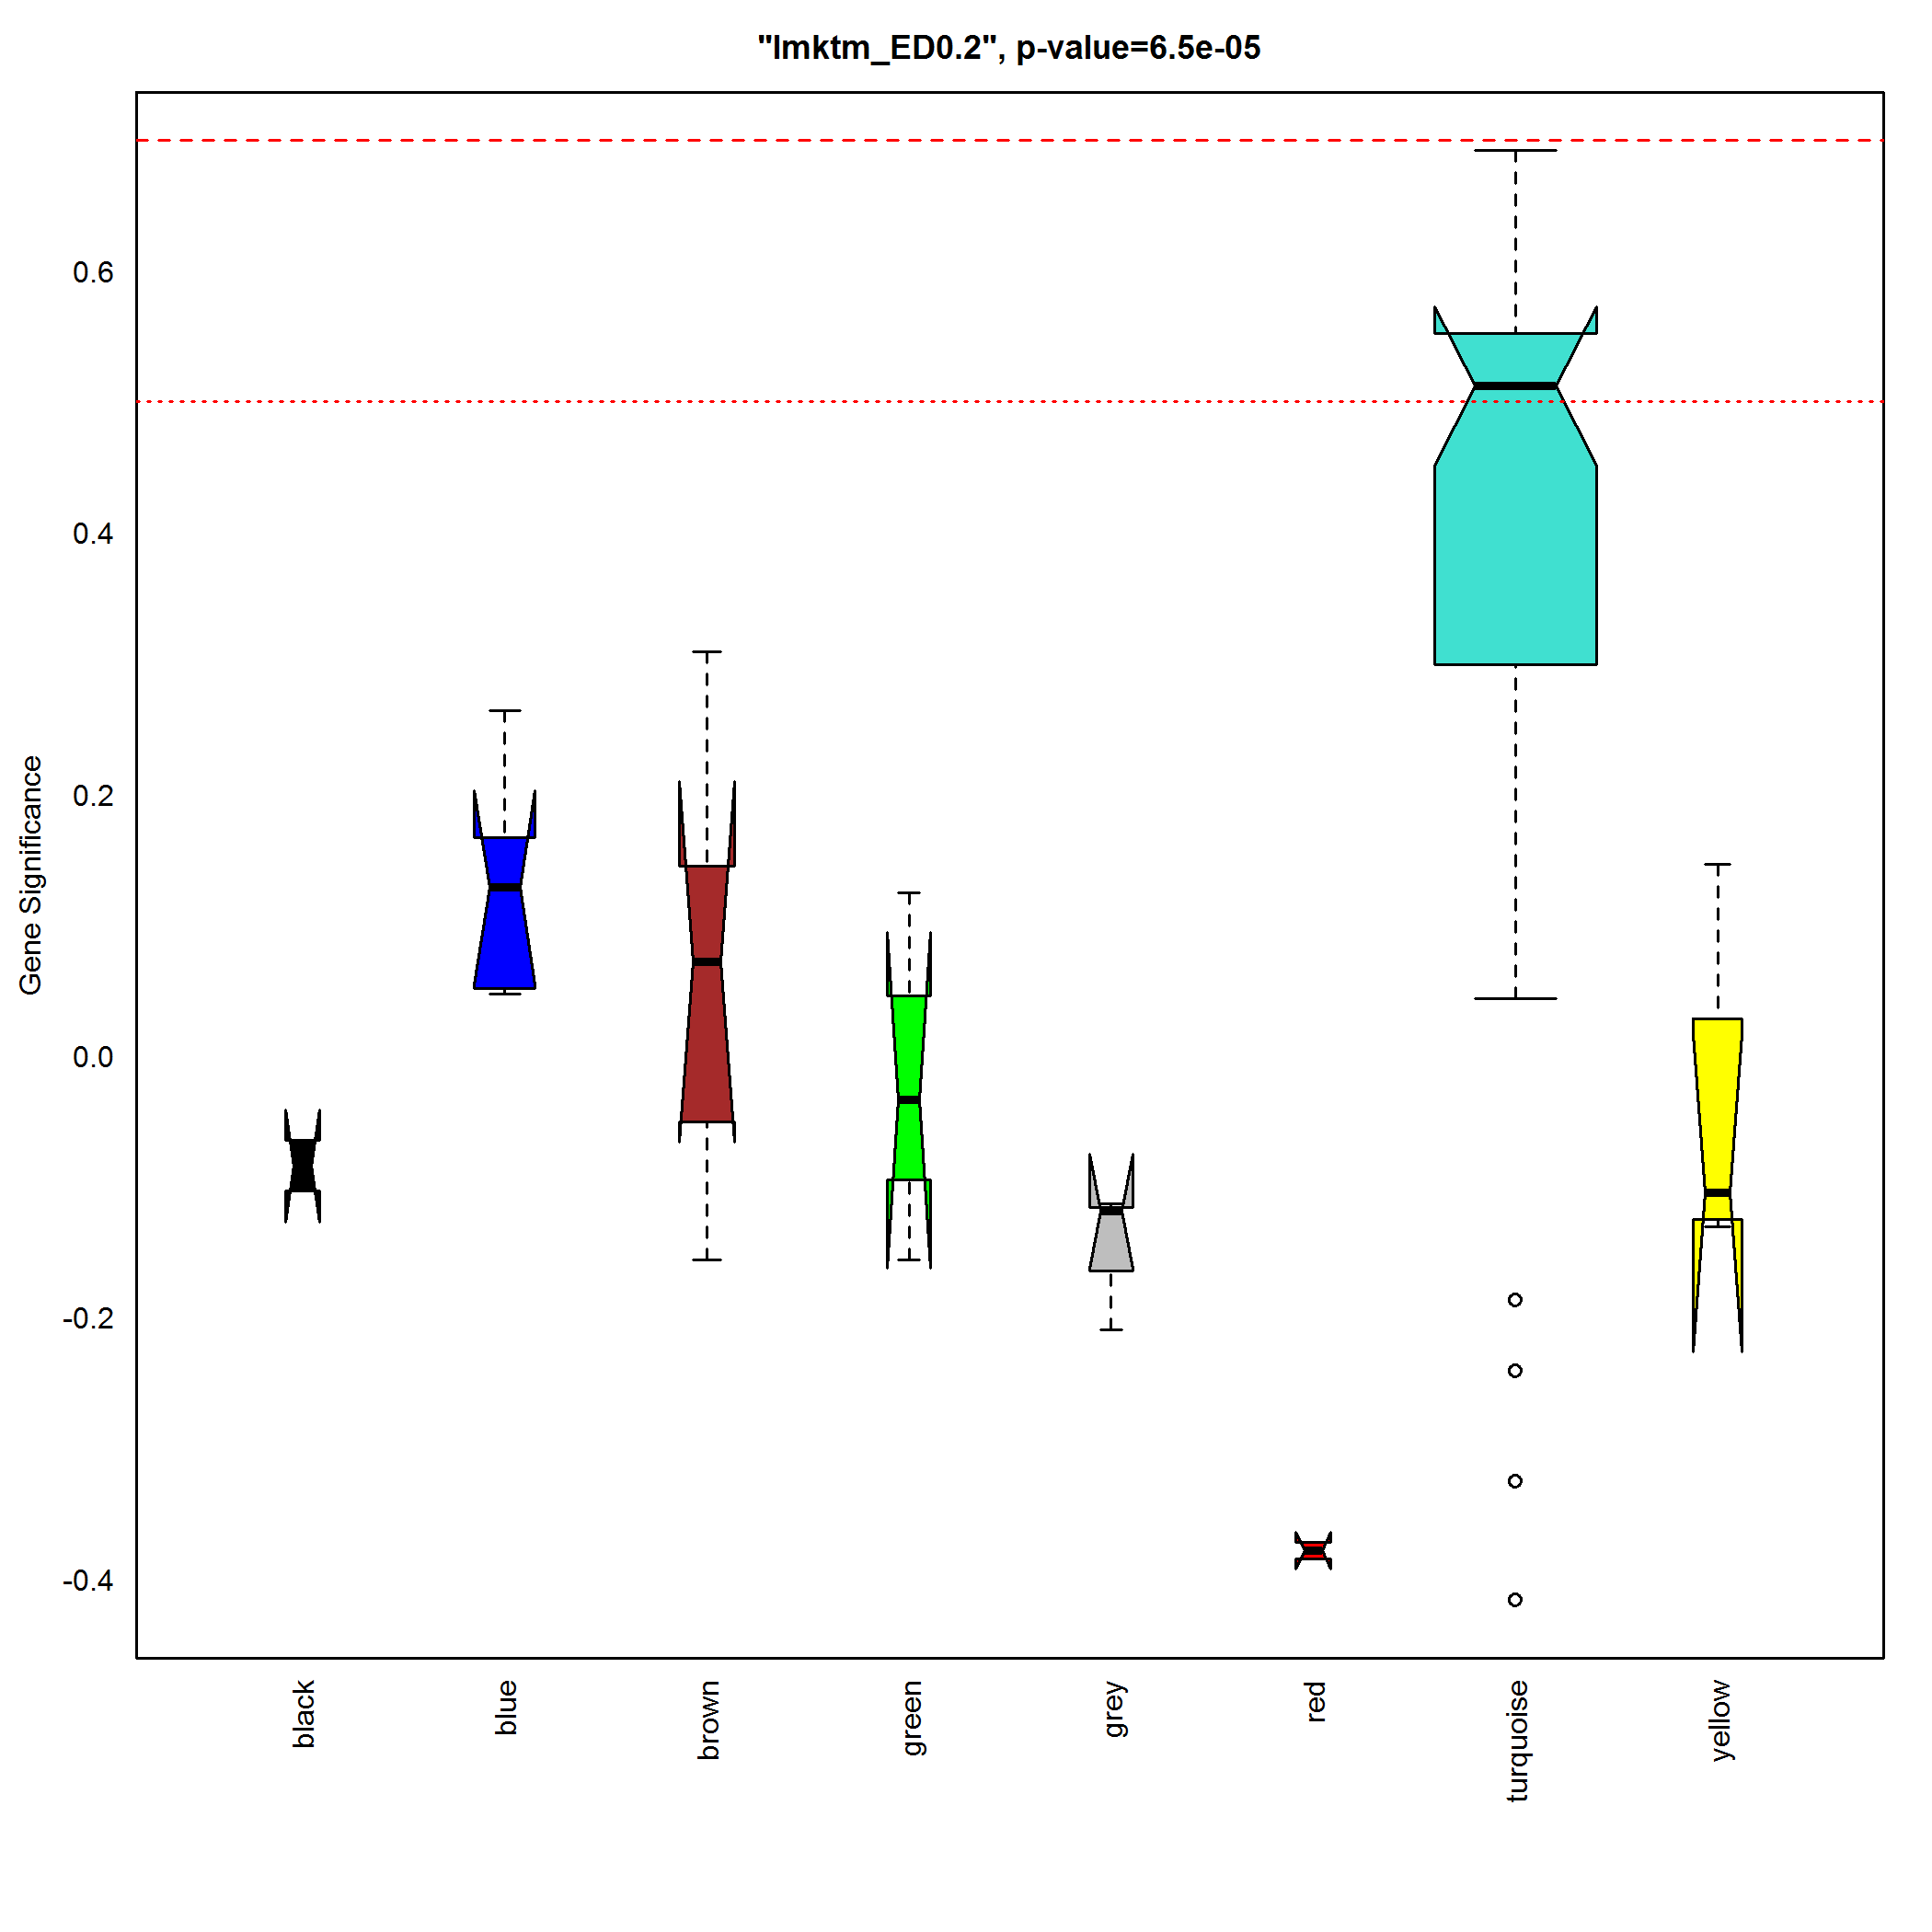 "lmktm_ED0.2", p-value=6.5e-05
Gene Significance
0.6
0.4
0.2
0.0
-0.2
-0.4
black
blue
brown
green
grey
red
turquoise
yellow